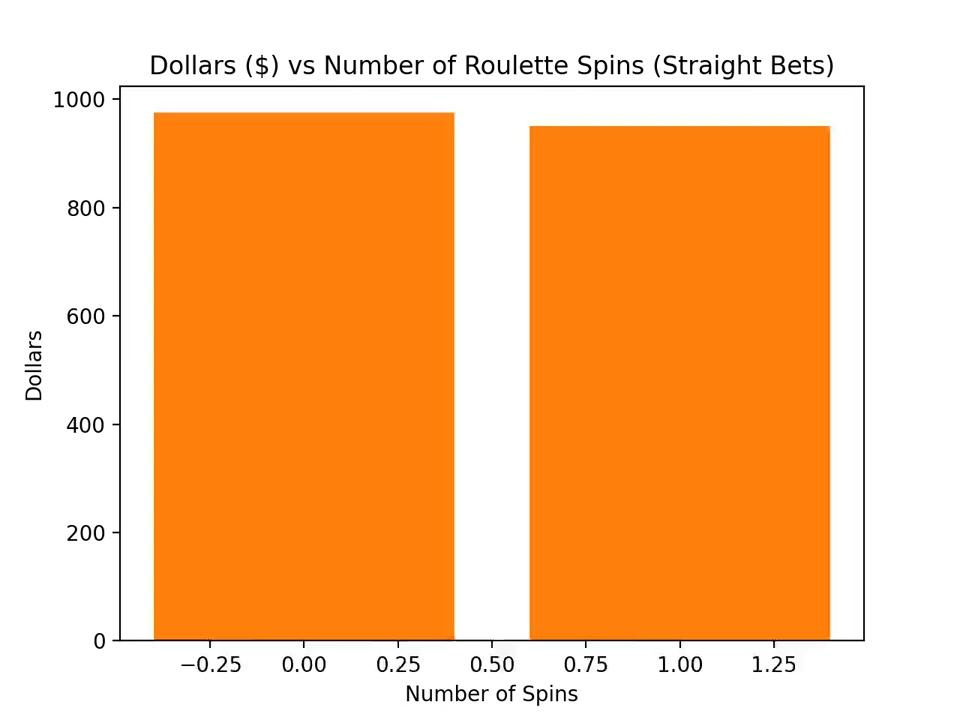 Dollars ($) vs Number of Roulette Spins (Straight Bets)
1000
800
600
400
200
0
Dollars
−0.25 0.00 0.25 0.50 0.75 1.00 1.25
Number of Spins